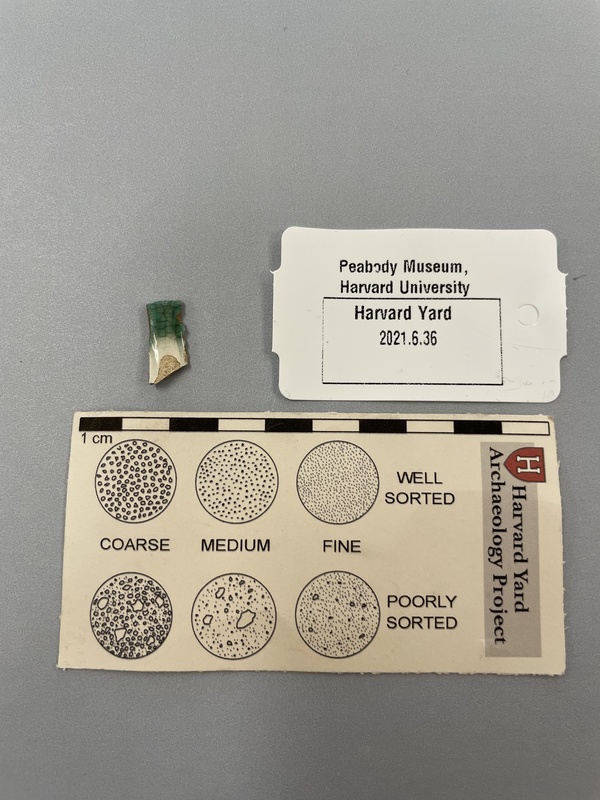 Peabody Museum,
Harvard University
Harvard Yard
2021.6.36
1 cm
WELL
SORTED
COARSE
MEDIUM
FINE
POORLY
SORTED
H
Harvard Yard
Archaeology Project